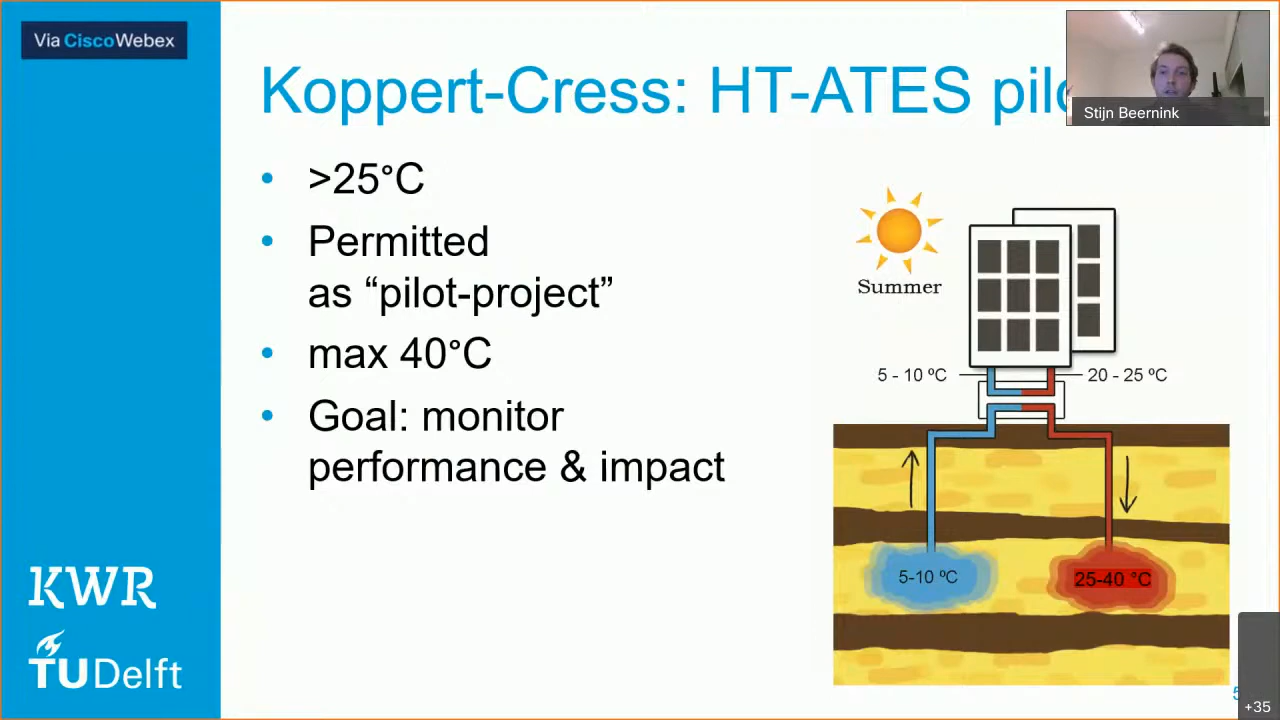 Via CiscoWebex
Koppert-Cress: HT-ATES
Stijn Beernink
• >25°C
• Permitted
as “pilot-project”
• max 40°C
• Goal: monitor
performance & impact
Summer
5 - 10 ºC
20 - 25 ºC
5-10 ºC
25-40 °C
KWR
TU Delft
+35